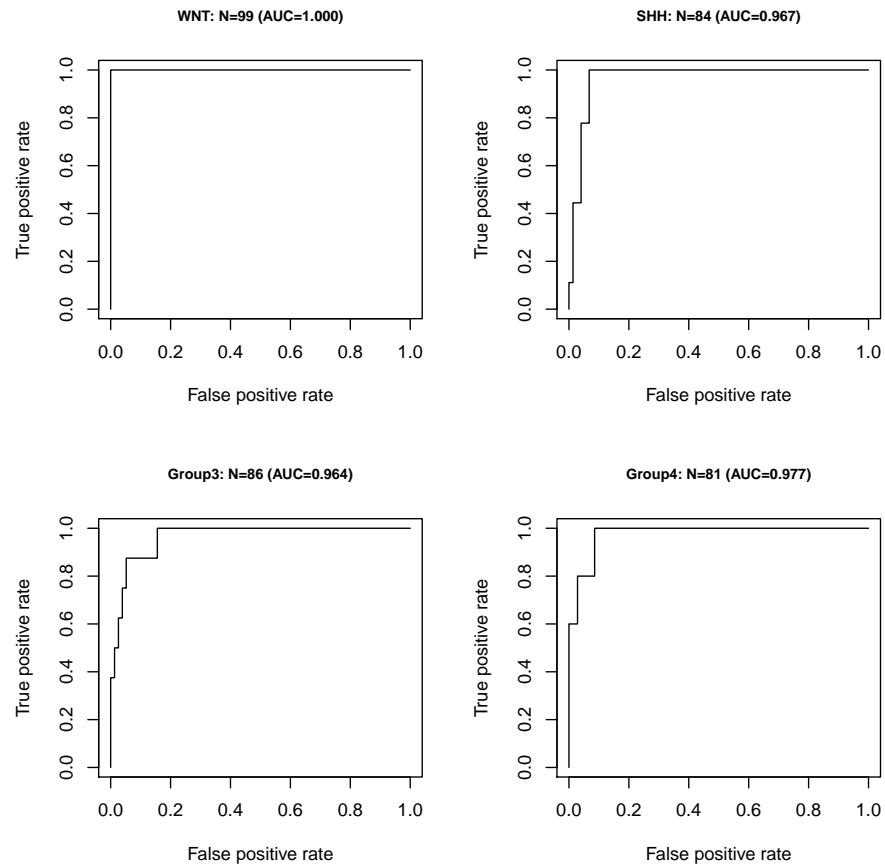 WNT: N=99 (AUC=1.000)
True positive rate
0.0 0.2 0.4 0.6 0.8 1.0
0.0 0.2 0.4 0.6 0.8 1.0
False positive rate
SHH: N=84 (AUC=0.967)
True positive rate
0.0 0.2 0.4 0.6 0.8 1.0
0.0 0.2 0.4 0.6 0.8 1.0
False positive rate
Group3: N=86 (AUC=0.964)
True positive rate
0.0 0.2 0.4 0.6 0.8 1.0
0.0 0.2 0.4 0.6 0.8 1.0
False positive rate
Group4: N=81 (AUC=0.977)
True positive rate
0.0 0.2 0.4 0.6 0.8 1.0
0.0 0.2 0.4 0.6 0.8 1.0
False positive rate